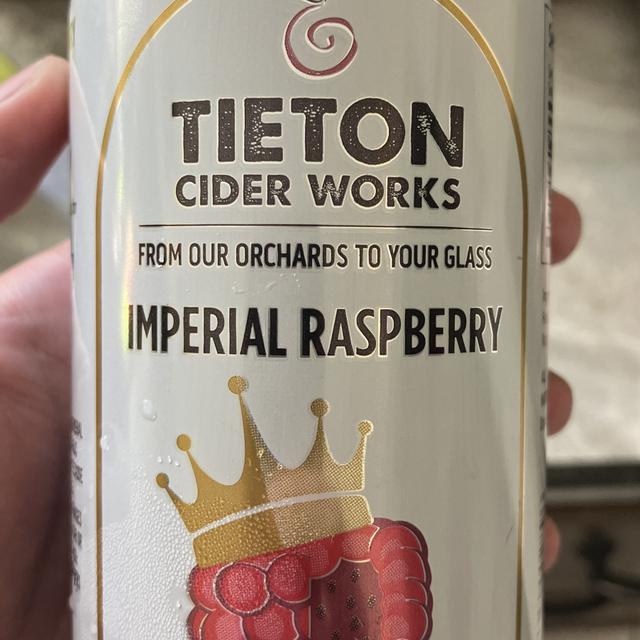 TIETON
CIDER WORKS
FROM OUR ORCHARDS TO YOUR GLASS
IMPERIAL RASPBERRY